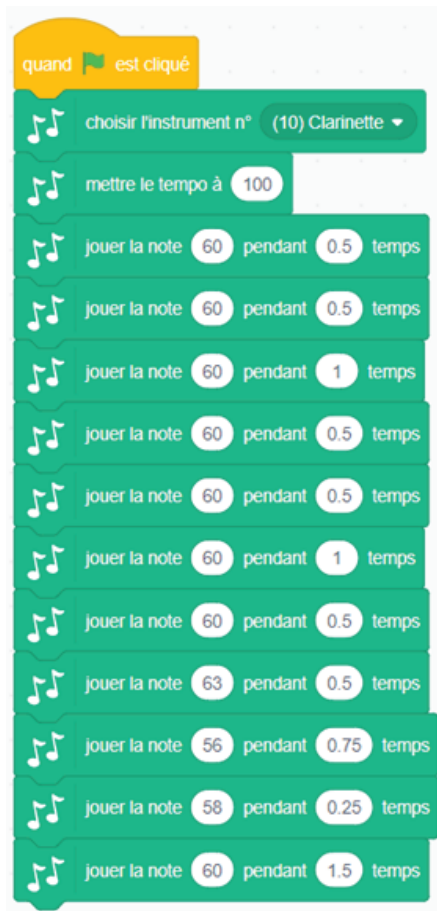 quand est cliqué
choisir l'instrument n° (10) Clarinette
mettre le tempo à 100
jouer la note 60 pendant 0.5 temps
jouer la note 60 pendant 0.5 temps
jouer la note 60 pendant 1 temps
jouer la note 60 pendant 0.5 temps
jouer la note 60 pendant 0.5 temps
jouer la note 60 pendant 1 temps
jouer la note 60 pendant 0.5 temps
jouer la note 63 pendant 0.5 temps
jouer la note 56 pendant 0.75 temps
jouer la note 58 pendant 0.25 temps
jouer la note 60 pendant 1.5 temps